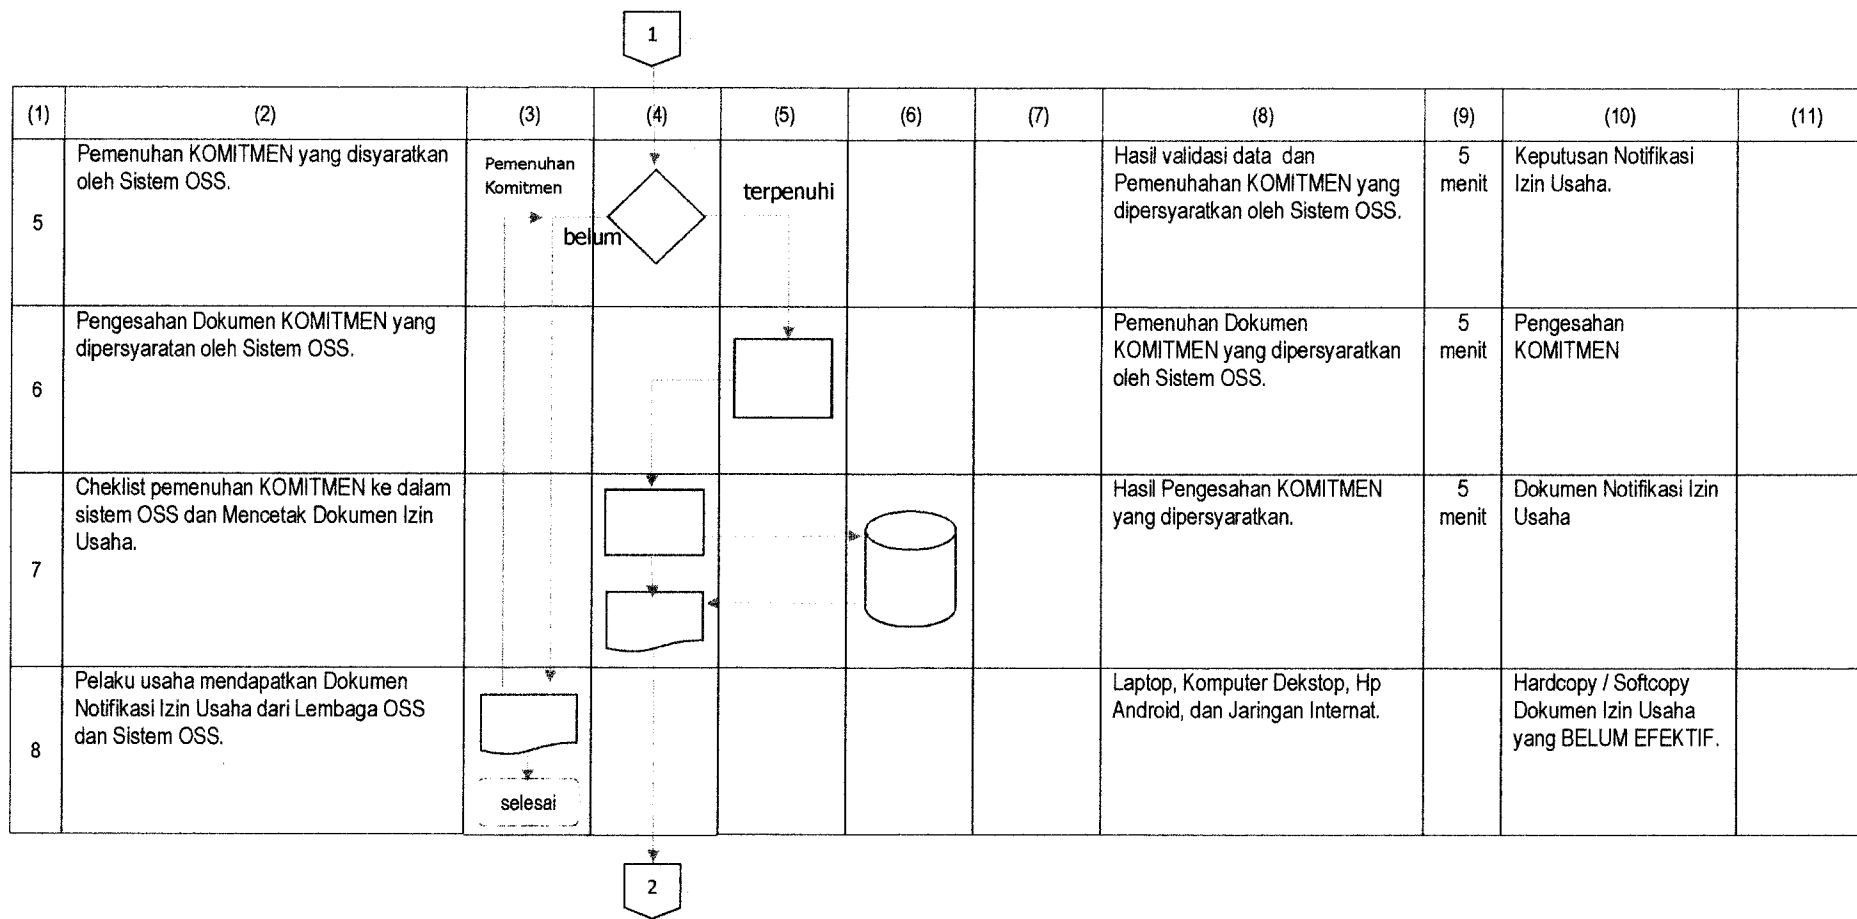 1
(1) (2) (3) (4) (5) (6) (7) (8) (9) (10) (11)
5
Pemenuhan KOMITMEN yang disyaratkan
oleh Sistem OSS.
Pemenuhan
Komitmen
belum
terpenuhi
Hasil validasi data dan
Pemenuhahan KOMITMEN yang
dipersyaratkan oleh Sistem OSS.
5
menit
Keputusan Notifikasi
Izin Usaha.
6
Pengesahan Dokumen KOMITMEN yang
dipersyaratan oleh Sistem OSS.
Pemenuhan Dokumen
KOMITMEN yang dipersyaratkan
oleh Sistem OSS.
5
menit
Pengesahan
KOMITMEN
7
Cheklist pemenuhan KOMITMEN ke dalam
sistem OSS dan Mencetak Dokumen Izin
Usaha.
Hasil Pengesahan KOMITMEN
yang dipersyaratkan.
5
menit
Dokumen Notifikasi Izin
Usaha
8
Pelaku usaha mendapatkan Dokumen
Notifikasi Izin Usaha dari Lembaga OSS
dan Sistem OSS.
selesai
Laptop, Komputer Dekstop, Hp
Android, dan Jaringan Internat.
Hardcopy / Softcopy
Dokumen Izin Usaha
yang BELUM EFEKTIF.
2